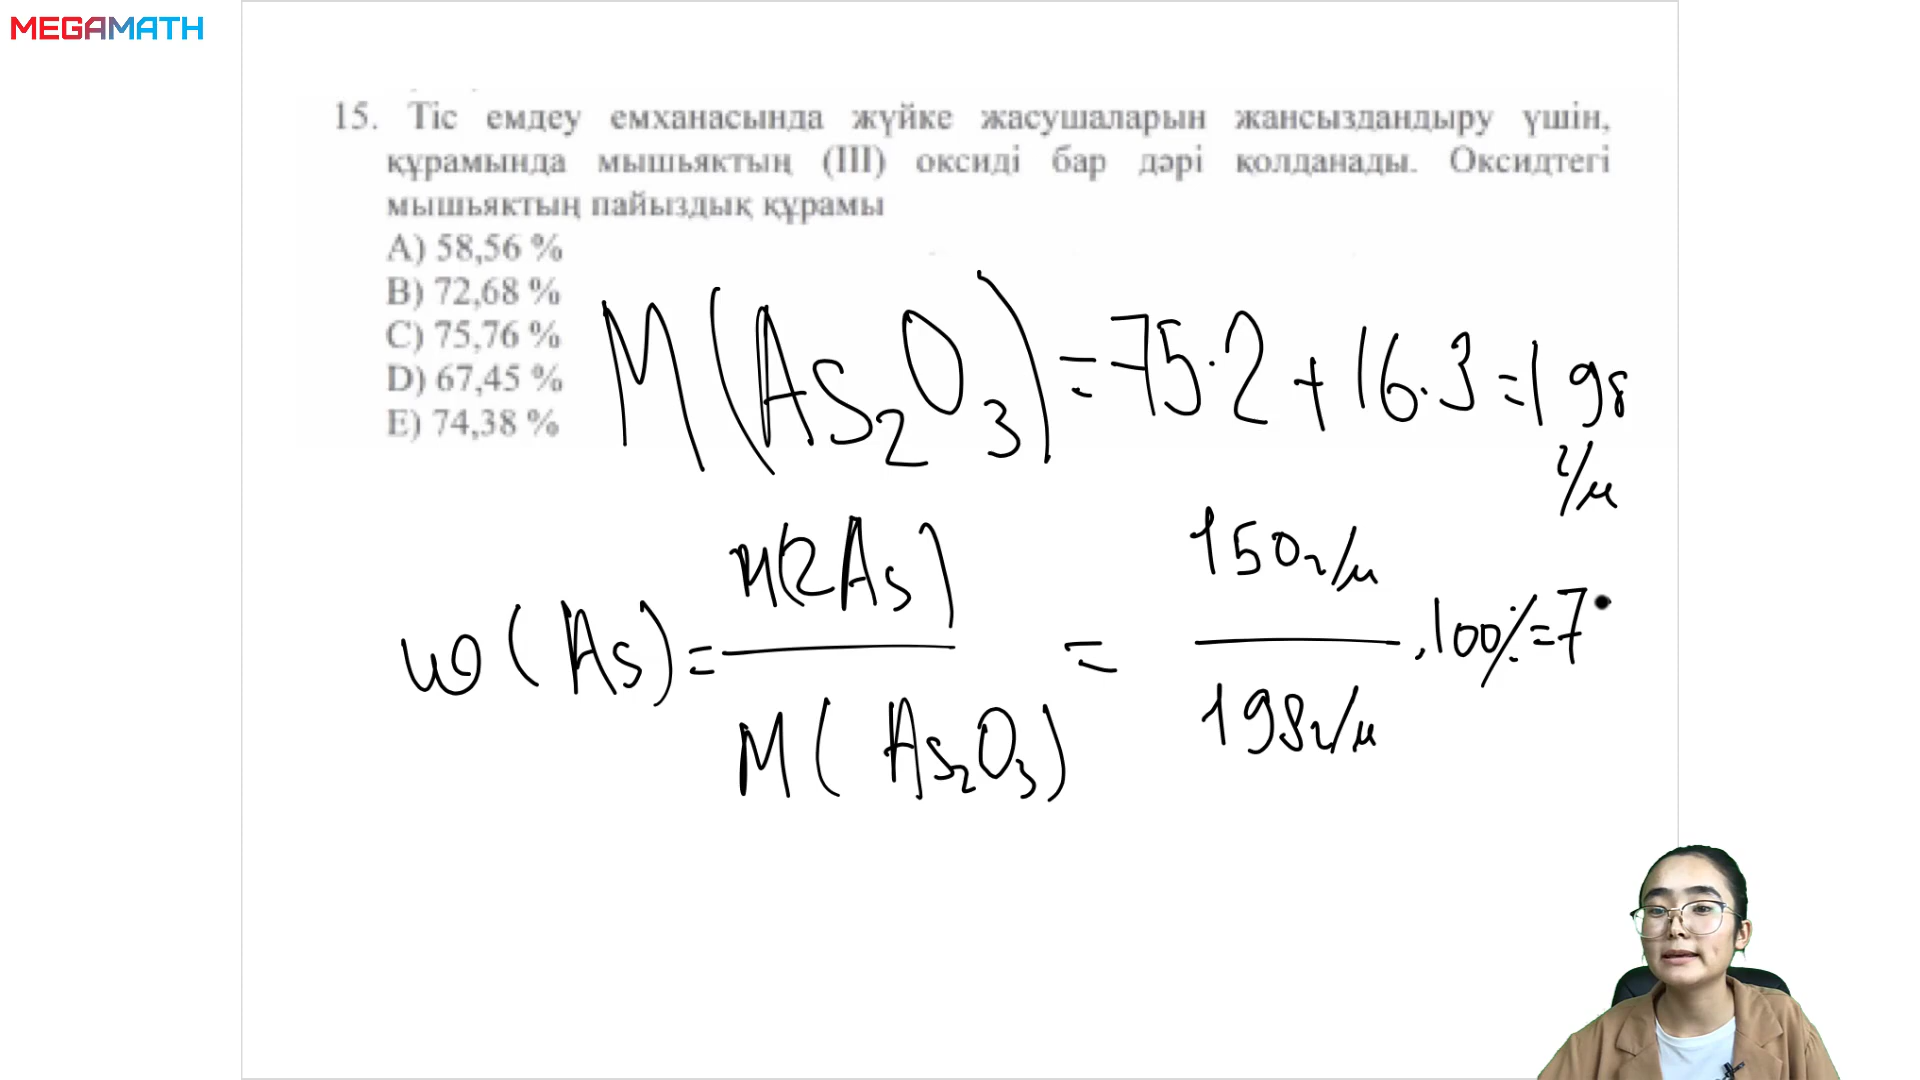 MEGAMATH
15. Тіс емдеу емханасында жүйке жасушаларын жансыздандыру үшін,
құрамында мышьяктың (III) оксиді бар дәрі қолданады. Оксидтегі
мышьяктың пайыздық құрамы
A) 58,56 %
B) 72,68 %
C) 75,76 %
D) 67,45 %
E) 74,38 %
M(As₂O₃) = 75·2 + 16·3 = 198
г/м
M(2As) 150г/м
ω(As) = = ·100% = 7
M(As₂O₃) 198г/м